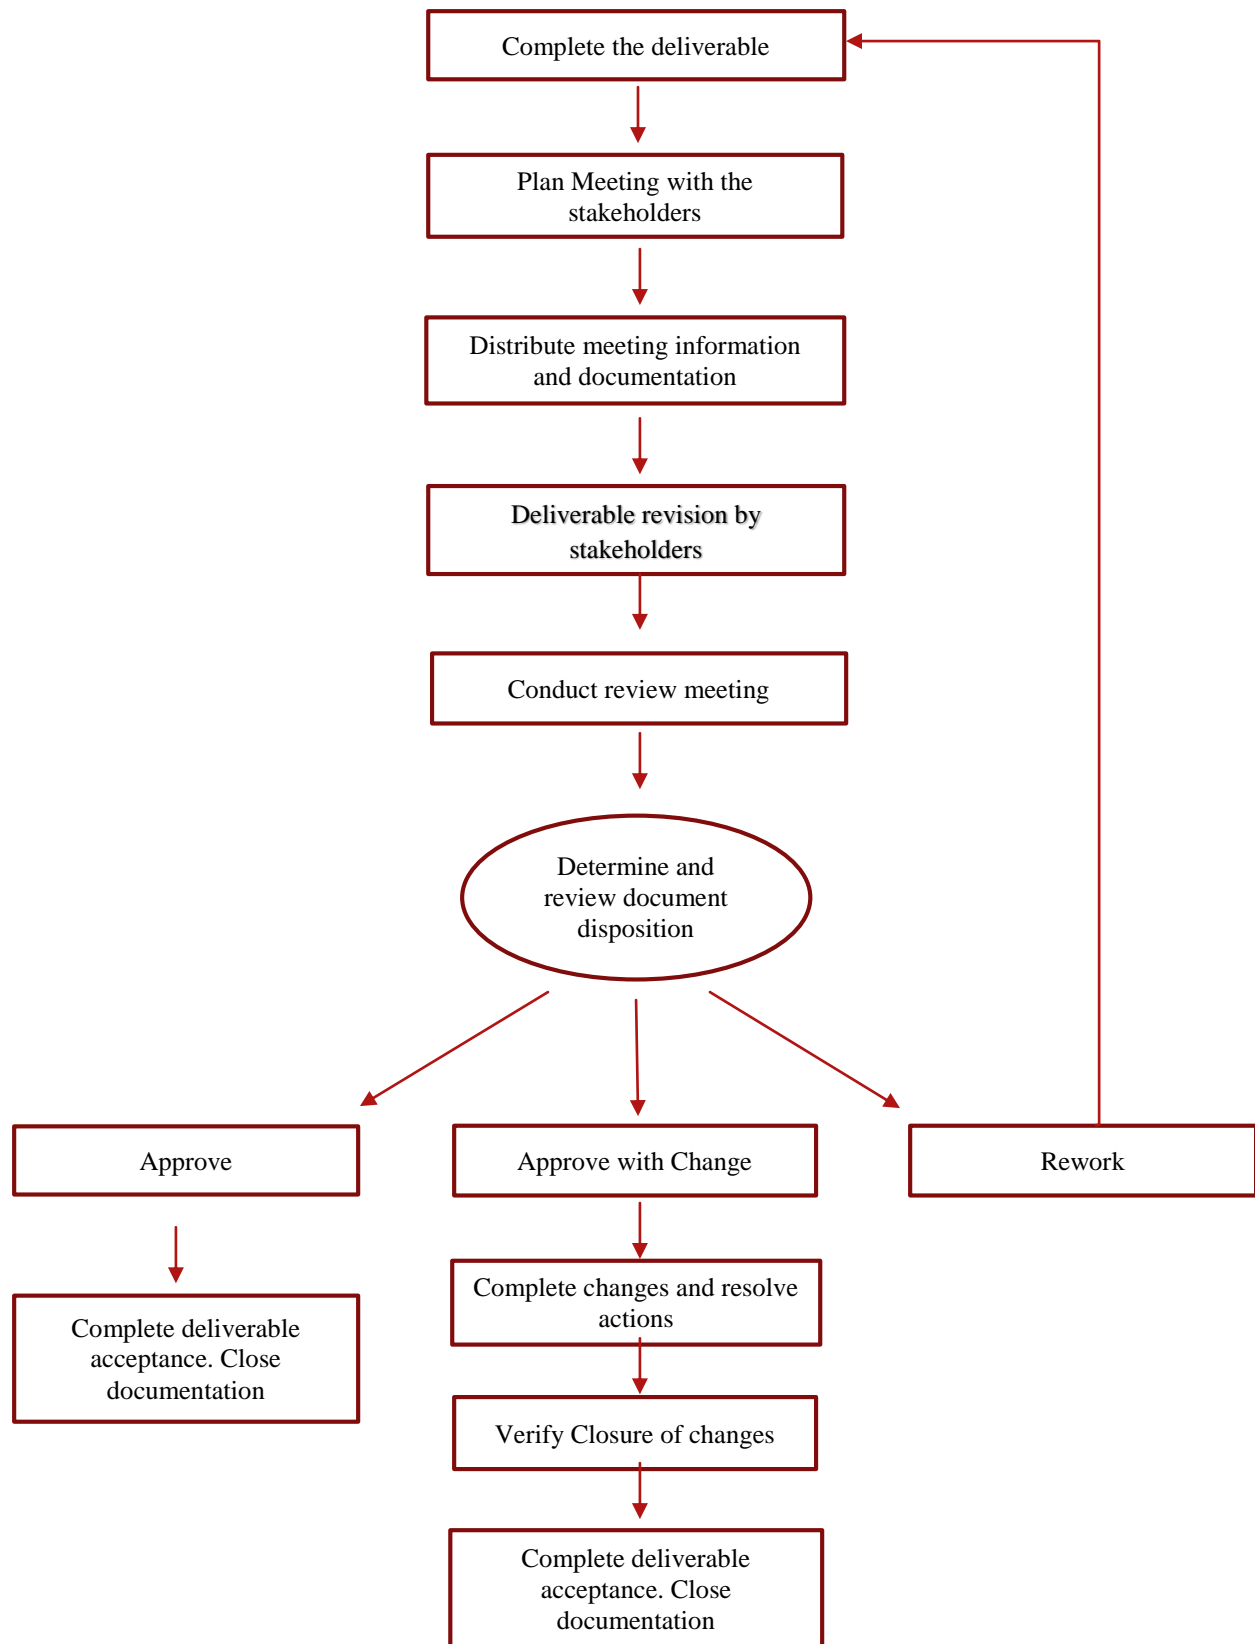 Complete the deliverable
Plan Meeting with the
stakeholders
Distribute meeting information
and documentation
Deliverable revision by
stakeholders
Conduct review meeting
Determine and
review document
disposition
Approve
Approve with Change
Rework
Complete deliverable
acceptance. Close
documentation
Complete changes and resolve
actions
Verify Closure of changes
Complete deliverable
acceptance. Close
documentation